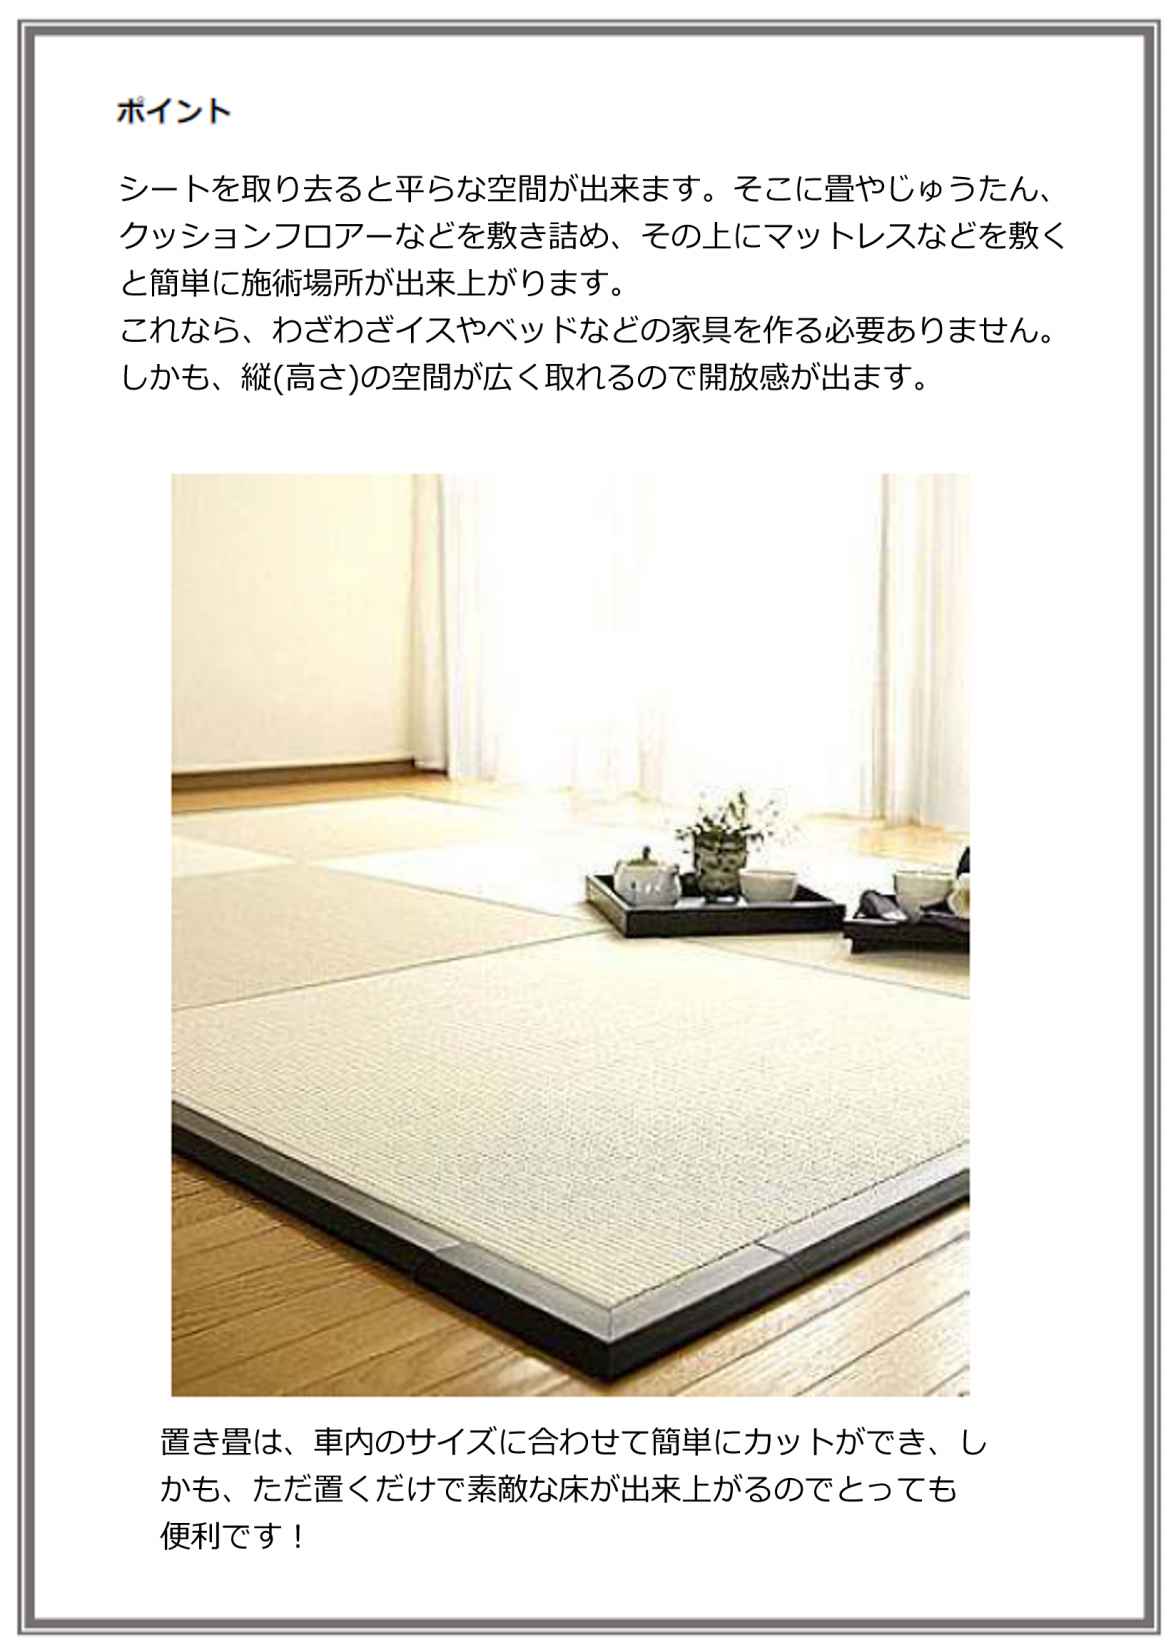 ポイント
シートを取り去ると平らな空間が出来ます。そこに畳やじゅうたん、
クッションフロアーなどを敷き詰め、その上にマットレスなどを敷く
と簡単に施術場所が出来上がります。
これなら、わざわざイスやベッドなどの家具を作る必要ありません。
しかも、縦(高さ)の空間が広く取れるので開放感が出ます。
置き畳は、車内のサイズに合わせて簡単にカットができ、し
かも、ただ置くだけで素敵な床が出来上がるのでとっても
便利です！